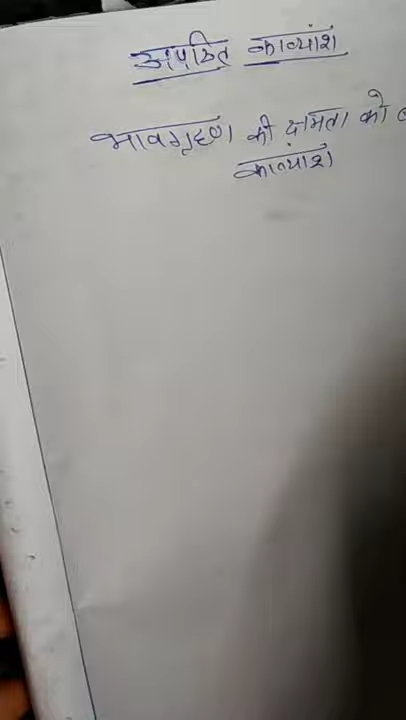 अपठित काव्यांश
भावग्रहण की क्षमता को
काव्यांश